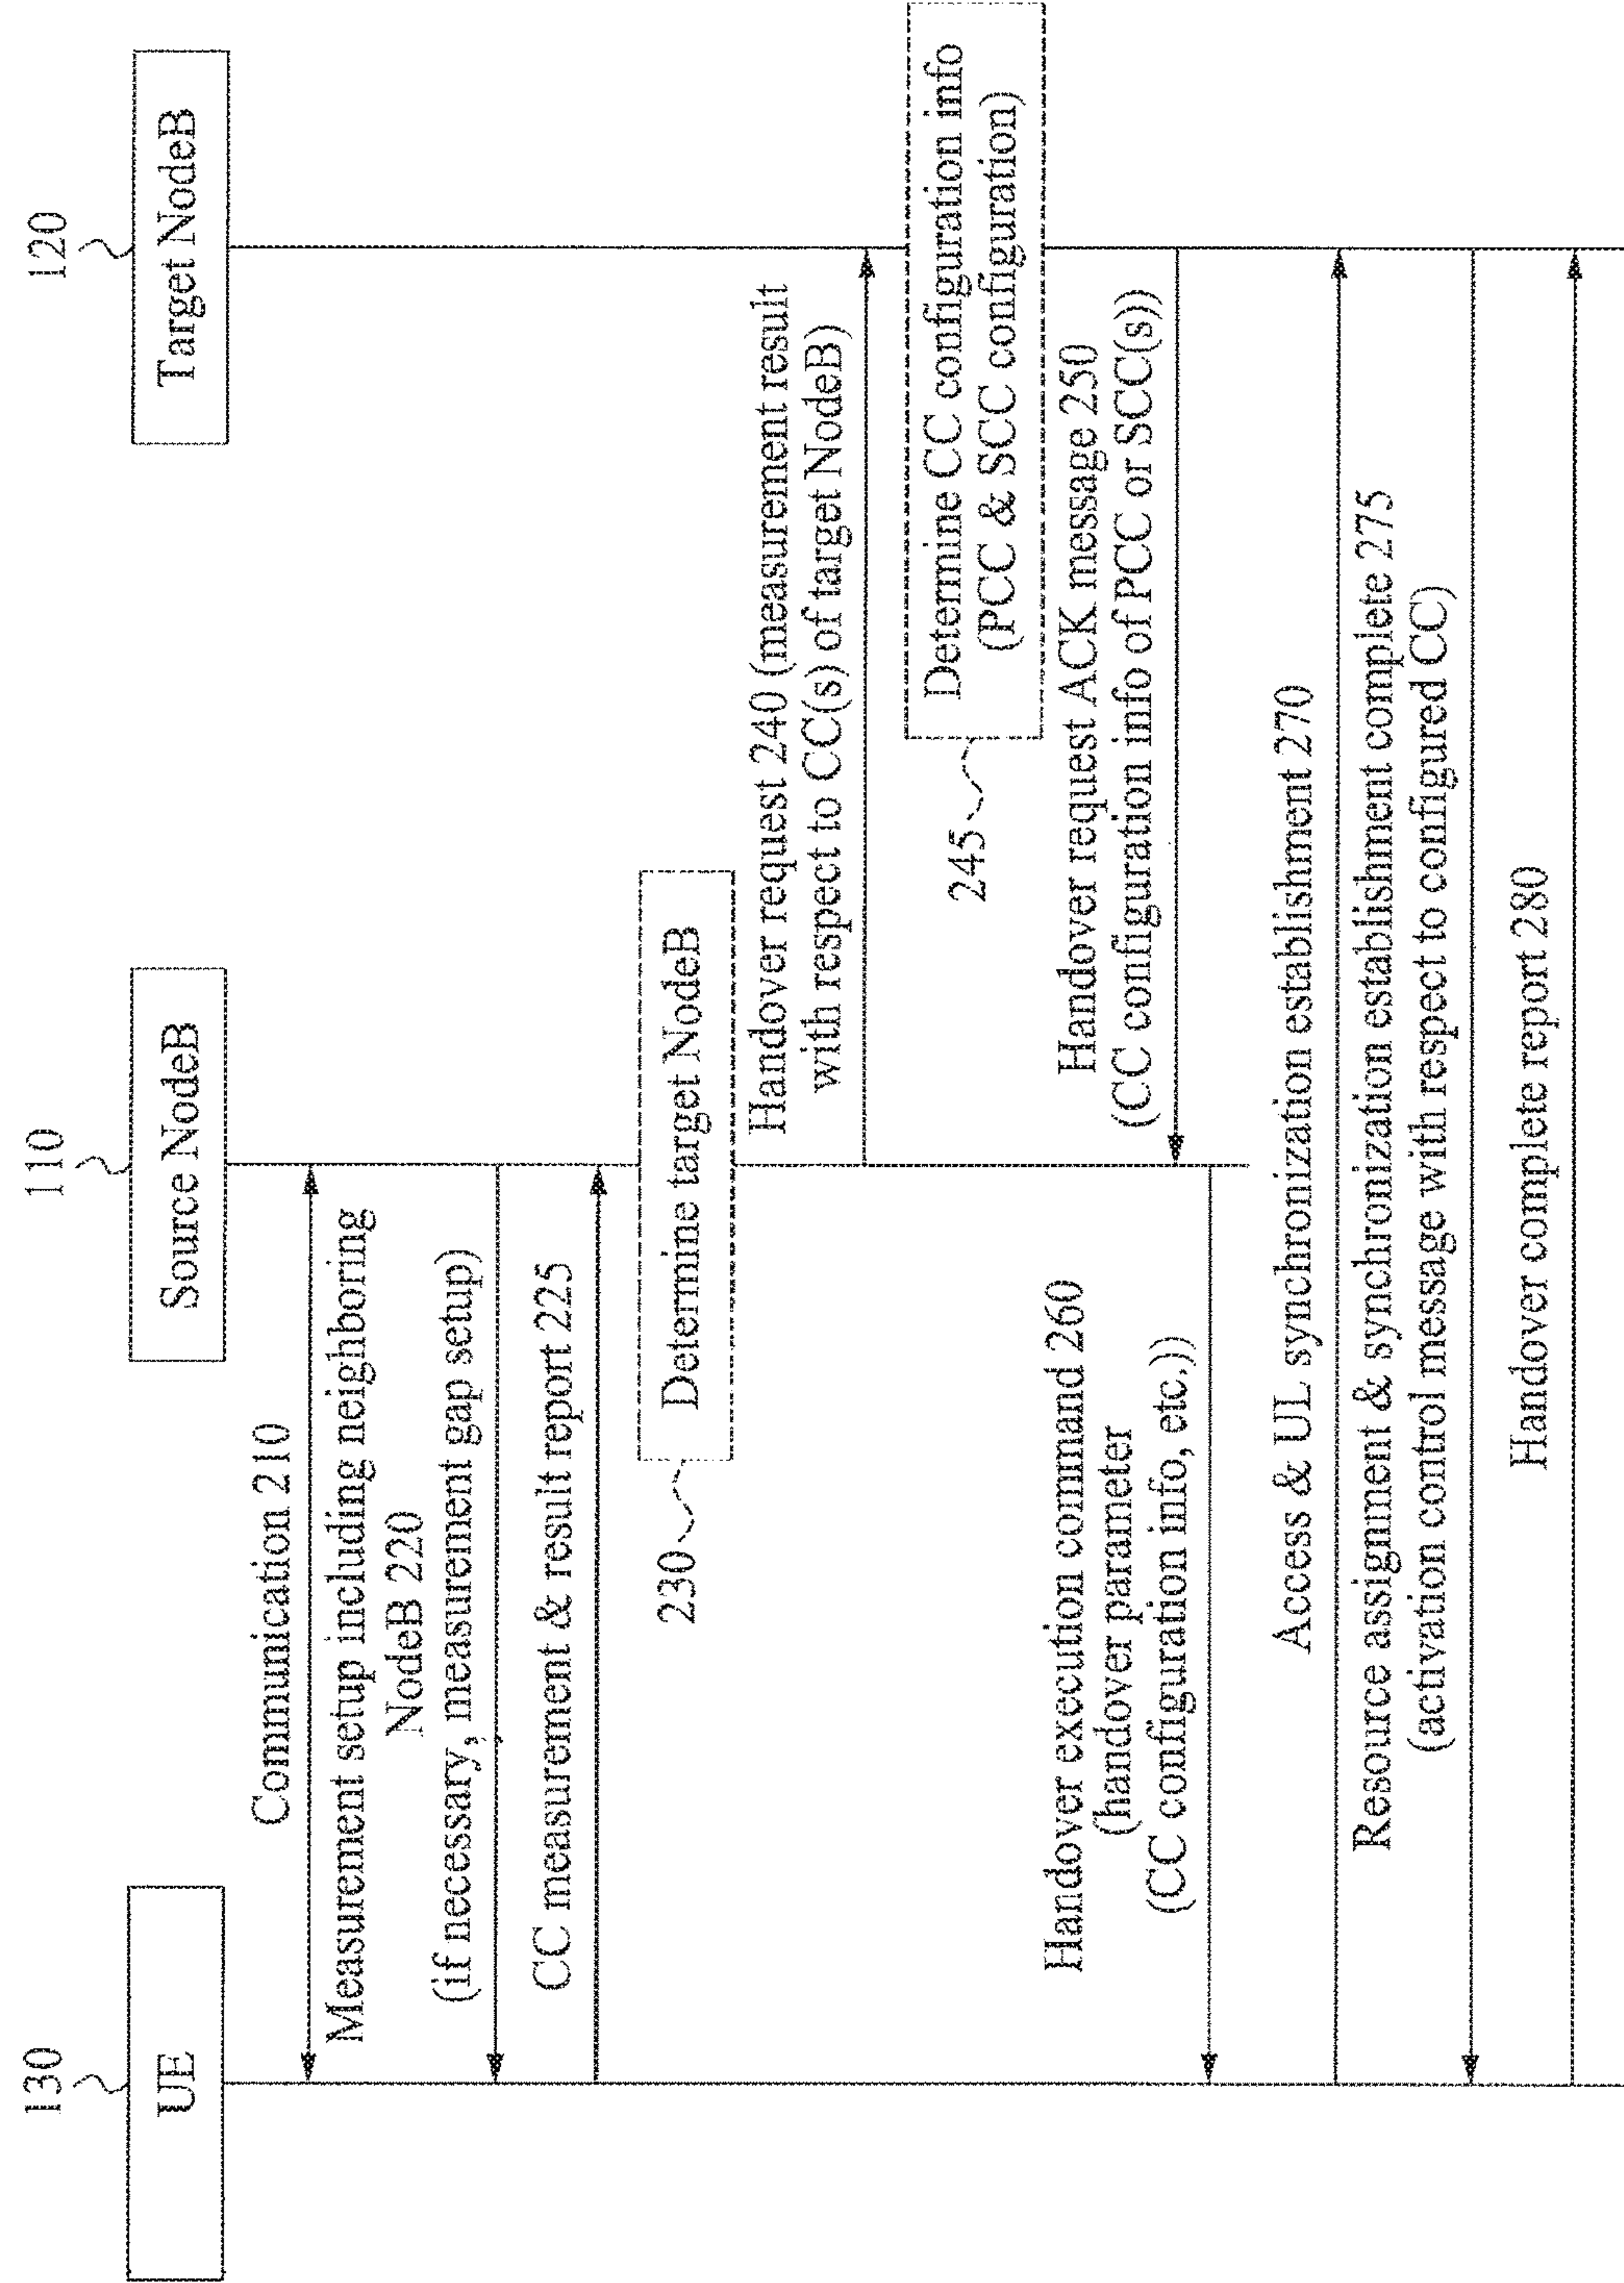 130
110
120
UE
Source NodeB
Target NodeB
Communication 210
Measurement setup including neighboring
NodeB 220
(if necessary, measurement gap setup)
CC measurement & result report 225
230
Determine target NodeB
Handover request 240 (measurement result
with respect to CC(s) of target NodeB)
245
Determine CC configuration info
(PCC & SCC configuration)
Handover request ACK message 250
(CC configuration info of PCC or SCC(s))
Handover execution command 260
(handover parameter
(CC configuration info, etc.))
Access & UL synchronization establishment 270
Resource assignment & synchronization establishment complete 275
(activation control message with respect to configured CC)
Handover complete report 280